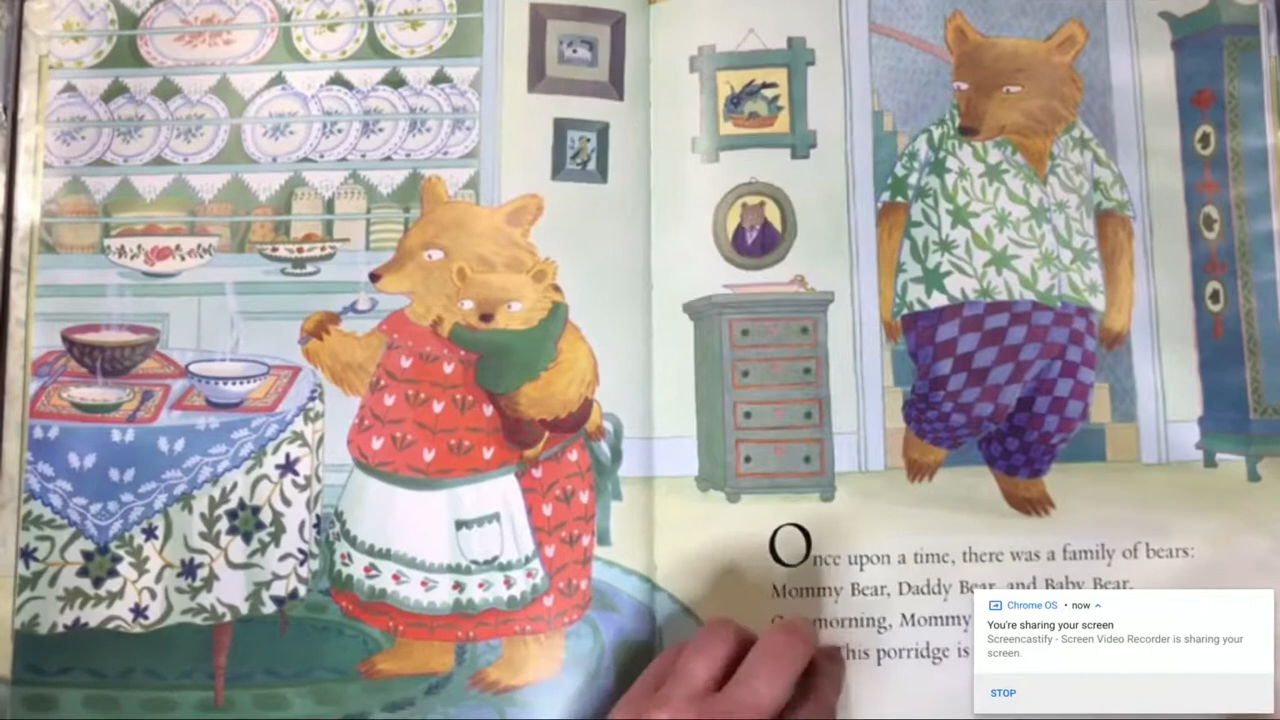 Once upon a time, there was a family of bears:
Mommy Bear, Daddy Bear, and Baby Bear.
morning, Mommy
This porridge is
Chrome OS • now
You're sharing your screen
Screencastify - Screen Video Recorder is sharing your
screen.
STOP